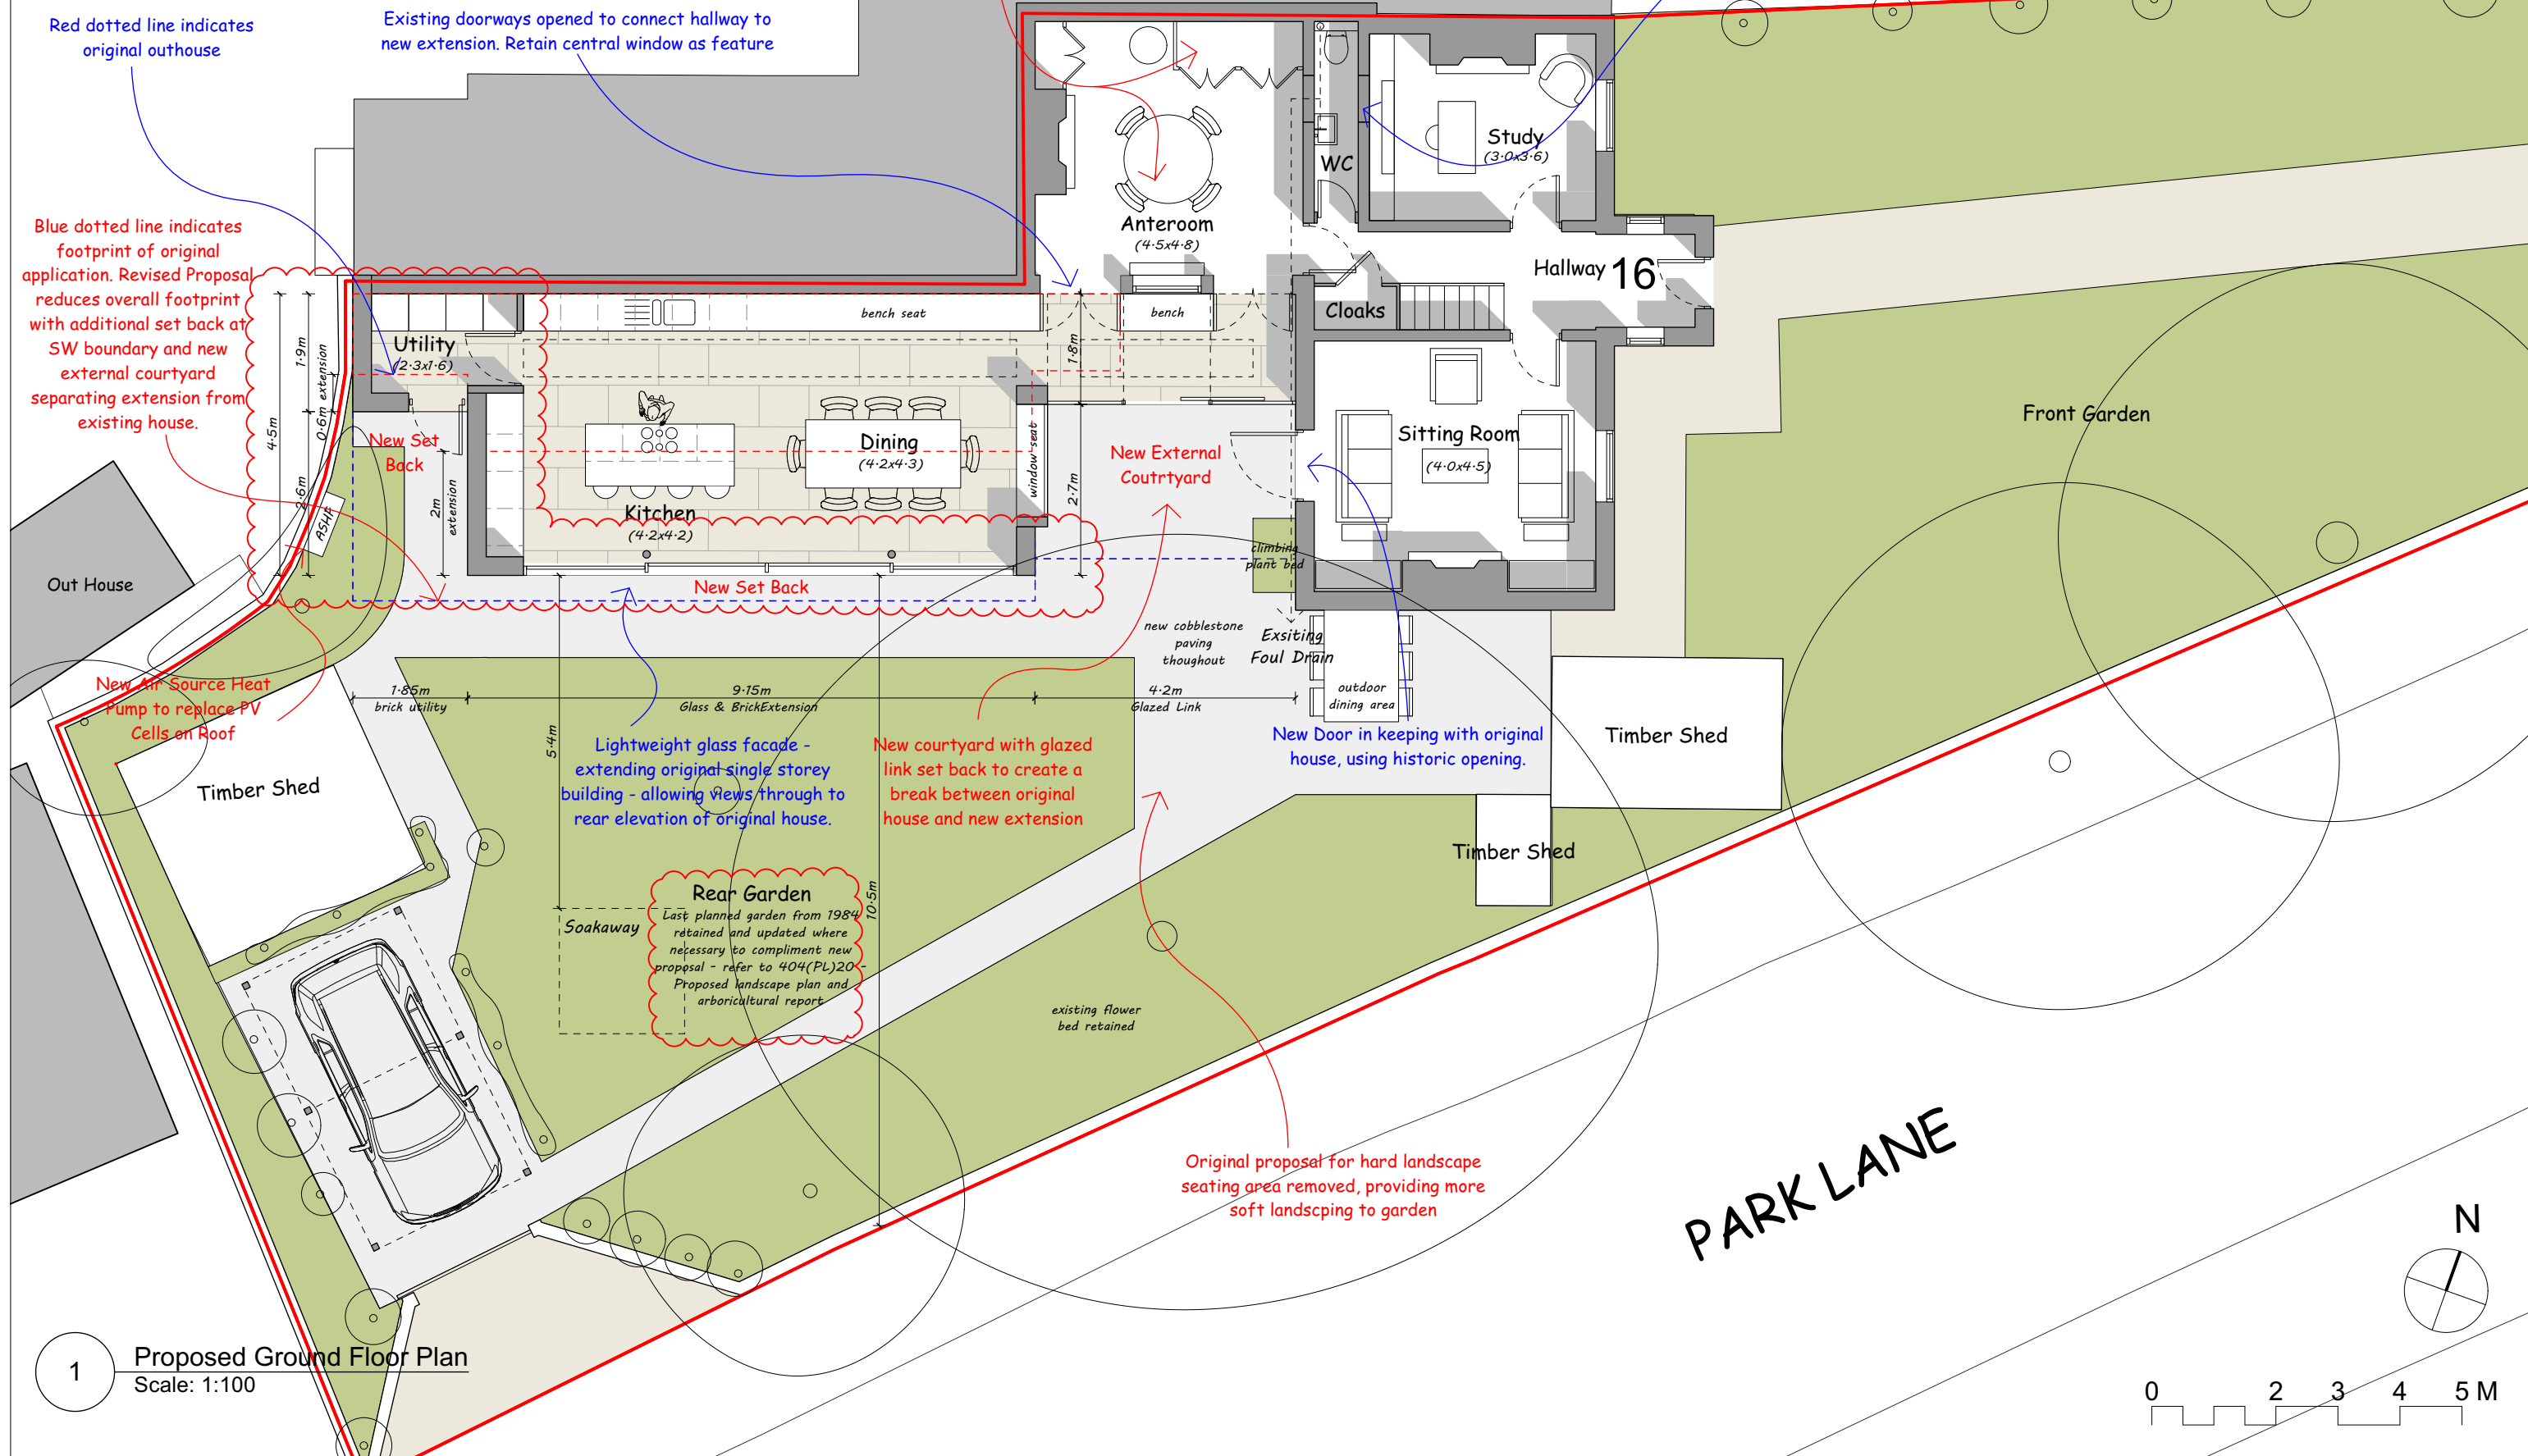 Red dotted line indicates
original outhouse
Existing doorways opened to connect hallway to
new extension. Retain central window as feature
Blue dotted line indicates
footprint of original
application. Revised Proposal
reduces overall footprint
with additional set back at
SW boundary and new
external courtyard
separating extension from
existing house.
Study
(3·0x3·6)
WC
Anteroom
(4·5x4·8)
Hallway
16
Cloaks
bench seat
bench
Utility
(2·3x1·6)
1·9m
0·6m extension
4·5m
2·6m
ASHP
1·8m
2·7m
New Set
Back
2m
extension
Dining
(4·2x4·3)
window seat
Kitchen
(4·2x4·2)
New External
Coutrtyard
Sitting Room
(4·0x4·5)
Front Garden
climbing
plant bed
New Set Back
Out House
new cobblestone
paving
thoughout
Exsiting
Foul Drain
outdoor
dining area
New Air Source Heat
Pump to replace PV
Cells on Roof
1·85m
brick utility
9·15m
Glass & BrickExtension
4·2m
Glazed Link
5·4m
10·5m
Lightweight glass facade -
extending original single storey
building - allowing views through to
rear elevation of original house.
New courtyard with glazed
link set back to create a
break between original
house and new extension
New Door in keeping with original
house, using historic opening.
Timber Shed
Timber Shed
Timber Shed
Rear Garden
Last planned garden from 1984
retained and updated where
necessary to compliment new
proposal - refer to 404(PL)20 -
Proposed landscape plan and
arboricultural report
Soakaway
existing flower
bed retained
Original proposal for hard landscape
seating area removed, providing more
soft landscping to garden
PARK LANE
N
1
Proposed Ground Floor Plan
Scale: 1:100
0 2 3 4 5 M